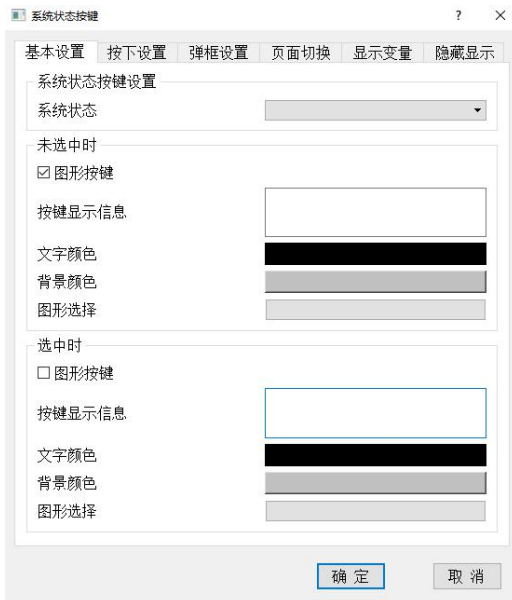 系统状态按键
基本设置 按下设置 弹框设置 页面切换 显示变量 隐藏显示
系统状态按键设置
系统状态
未选中时
图形按键
按键显示信息
文字颜色
背景颜色
图形选择
选中时
图形按键
按键显示信息
文字颜色
背景颜色
图形选择
确定 取消